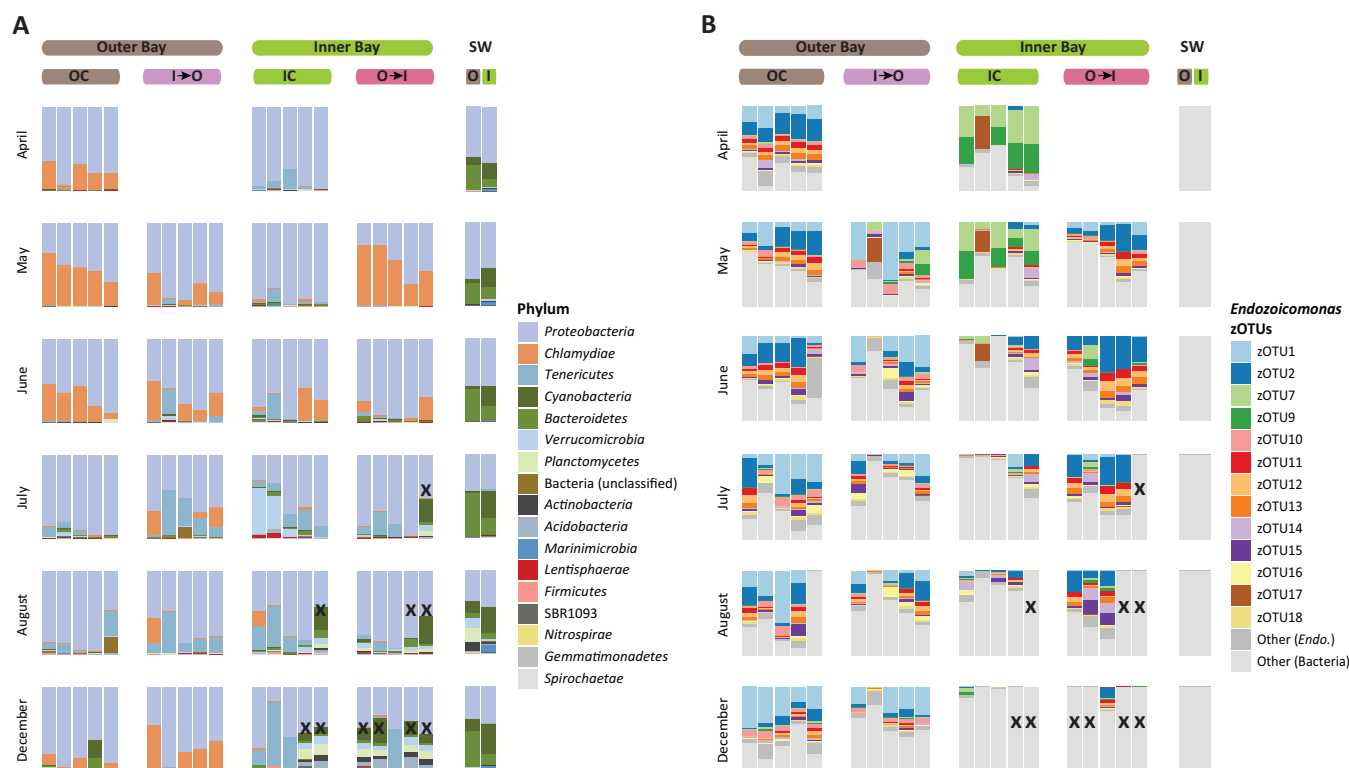 A
Outer Bay
Inner Bay
SW
OC
I→O
IC
O→I
O
I
April
May
June
July
X
August
X
X
X
December
X
X
X
X
X
X
Phylum
Proteobacteria
Chlamydiae
Tenericutes
Cyanobacteria
Bacteroidetes
Verrucomicrobia
Planctomycetes
Bacteria (unclassified)
Actinobacteria
Acidobacteria
Marinimicrobia
Lentisphaerae
Firmicutes
SBR1093
Nitrospirae
Gemmatimonadetes
Spirochaetae
B
Outer Bay
Inner Bay
SW
OC
I→O
IC
O→I
O
I
April
May
June
July
X
August
X
X
X
December
X
X
X
X
X
X
Endozoicomonas
zOTUs
zOTU1
zOTU2
zOTU7
zOTU9
zOTU10
zOTU11
zOTU12
zOTU13
zOTU14
zOTU15
zOTU16
zOTU17
zOTU18
Other (Endo.)
Other (Bacteria)